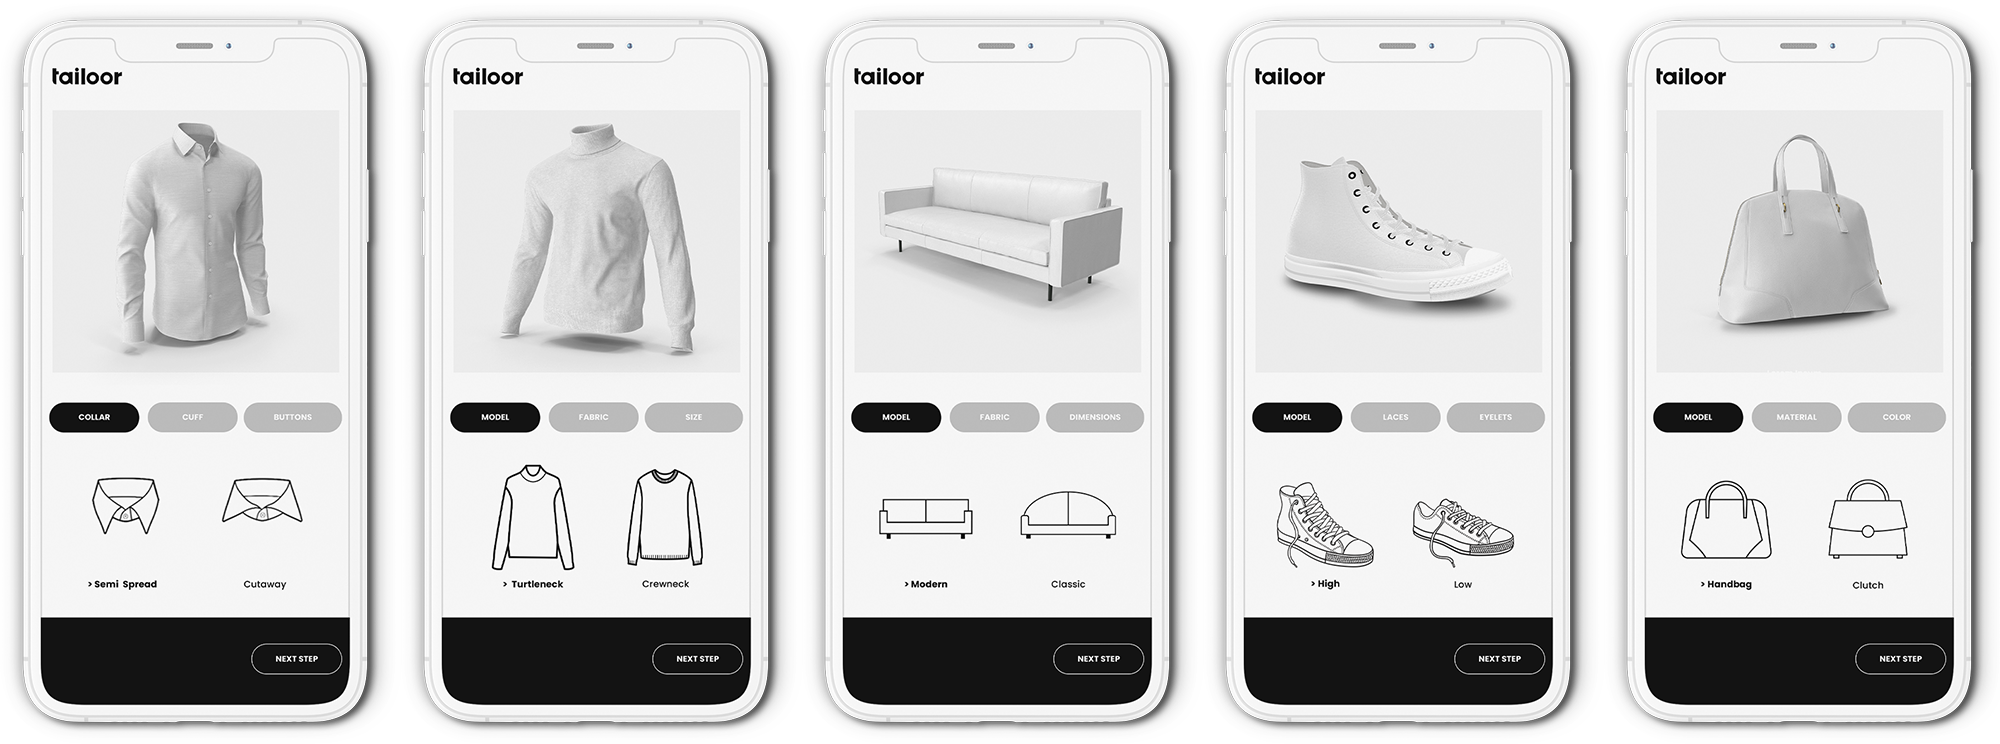 tailoor
COLLAR CUFF BUTTONS
> Semi Spread Cutaway
NEXT STEP
tailoor
MODEL FABRIC SIZE
> Turtleneck Crewneck
NEXT STEP
tailoor
MODEL FABRIC DIMENSIONS
> Modern Classic
NEXT STEP
tailoor
MODEL LACES EYELETS
> High Low
NEXT STEP
tailoor
MODEL MATERIAL COLOR
> Handbag Clutch
NEXT STEP